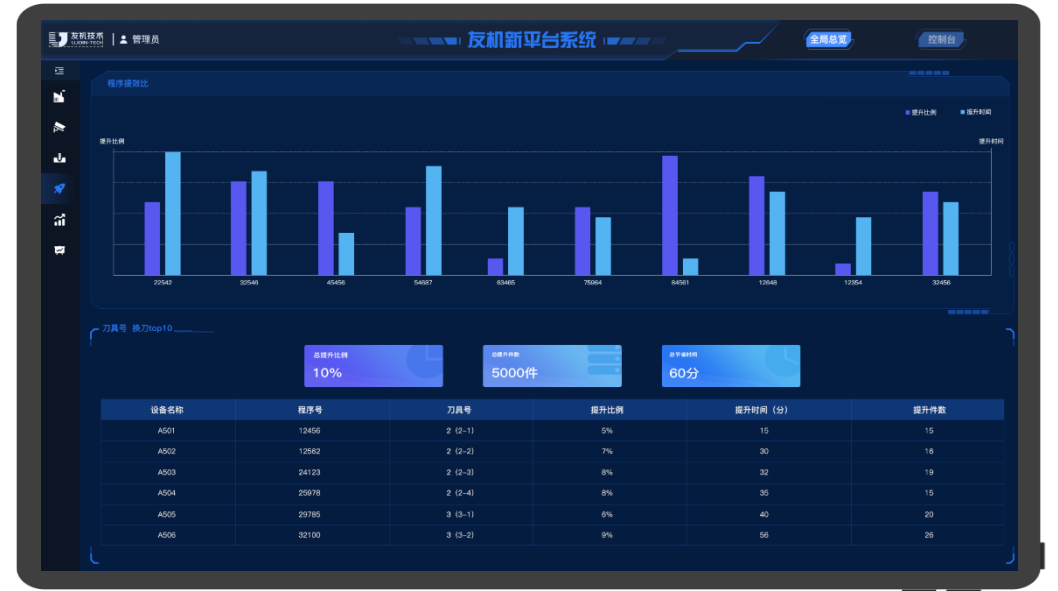 友机技术
UJOIN-TECH
管理员
友机新平台系统
全局总览
控制台
程序提效比
提升比例
提升时间
提升比例
提升时间
22542 32546 45456 54687 63465 75964 84561 12648 12354 32456
刀具号 换刀top10
总提升比例
10%
总提升件数
5000件
总节省时间
60分
设备名称 程序号 刀具号 提升比例 提升时间（分） 提升件数
A501 12456 2（2-1） 5% 15 15
A502 12562 2（2-2） 7% 30 16
A503 24123 2（2-3） 8% 32 19
A504 25978 2（2-4） 8% 35 15
A505 29785 3（3-1） 6% 40 20
A506 32100 3（3-2） 9% 56 26